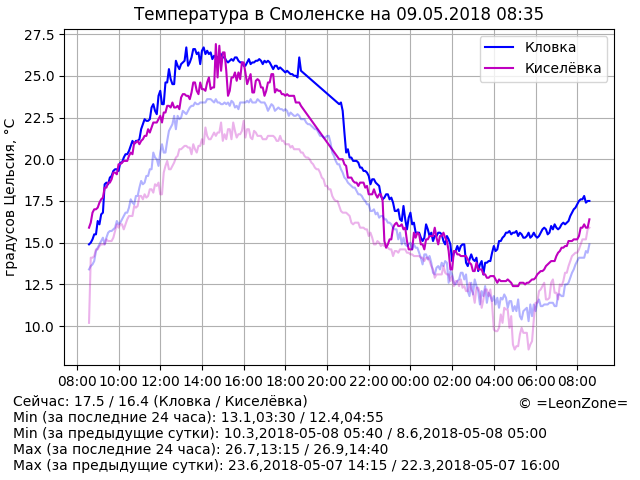 Температура в Смоленске на 09.05.2018 08:35
градусов Цельсия, °C
27.5
25.0
22.5
20.0
17.5
15.0
12.5
10.0
Кловка
Киселёвка
08:00 10:00 12:00 14:00 16:00 18:00 20:00 22:00 00:00 02:00 04:00 06:00 08:00
Сейчас: 17.5 / 16.4 (Кловка / Киселёвка)
© =LeonZone=
Min (за последние 24 часа): 13.1,03:30 / 12.4,04:55
Min (за предыдущие сутки): 10.3,2018-05-08 05:40 / 8.6,2018-05-08 05:00
Max (за последние 24 часа): 26.7,13:15 / 26.9,14:40
Max (за предыдущие сутки): 23.6,2018-05-07 14:15 / 22.3,2018-05-07 16:00